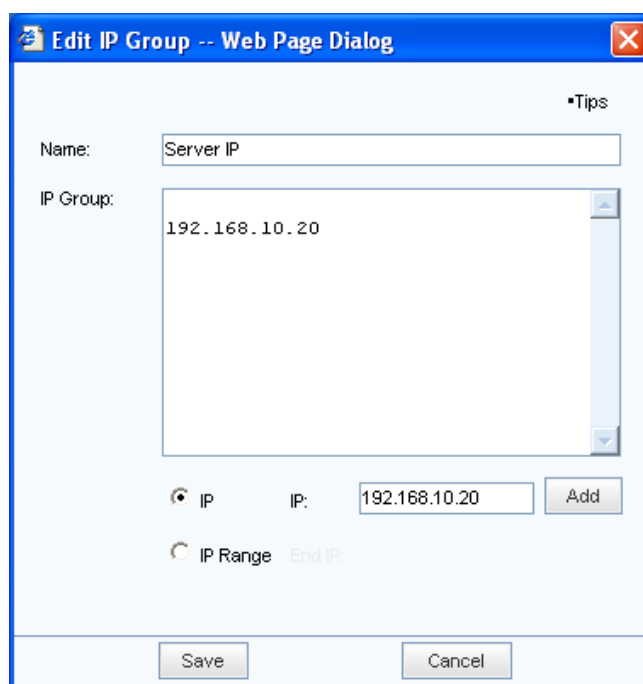 Edit IP Group -- Web Page Dialog
▪Tips
Name: Server IP
IP Group:
192.168.10.20
IP IP: 192.168.10.20 Add
IP Range End IP:
Save Cancel